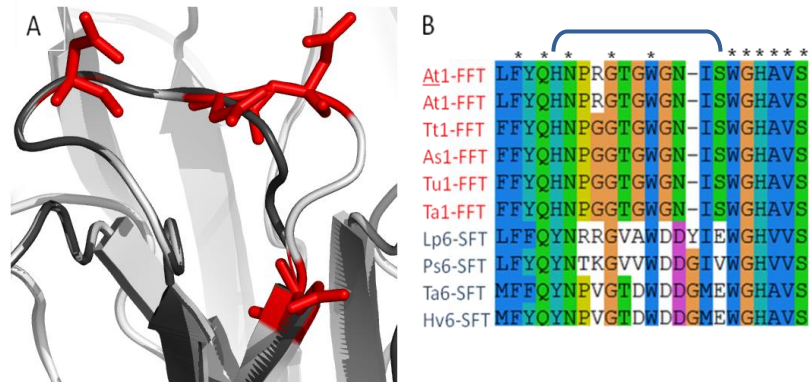 A
B
* * * * * * * * * * *
At1-FFT LFYQHNPRGTGWGN-ISWGHAVS
At1-FFT LFYQHNPRGTGWGN-ISWGHAVS
Tt1-FFT FFYQHNPGGTGWGN-ISWGHAVS
As1-FFT FFYQHNPGGTGWGN-ISWGHAVS
Tu1-FFT FFYQHNPGGTGWGN-ISWGHAVS
Ta1-FFT FFYQHNPGGTGWGN-ISWGHAVS
Lp6-SFT LFFQYNRRGVAWDDYIEWGHVVS
Ps6-SFT LFYQYNTKGVVWDDGIVWGHVVS
Ta6-SFT MFFQYNPVGTDWDDGMEWGHAVS
Hv6-SFT MFYQYNPVGTDWDDGMEWGHAVS